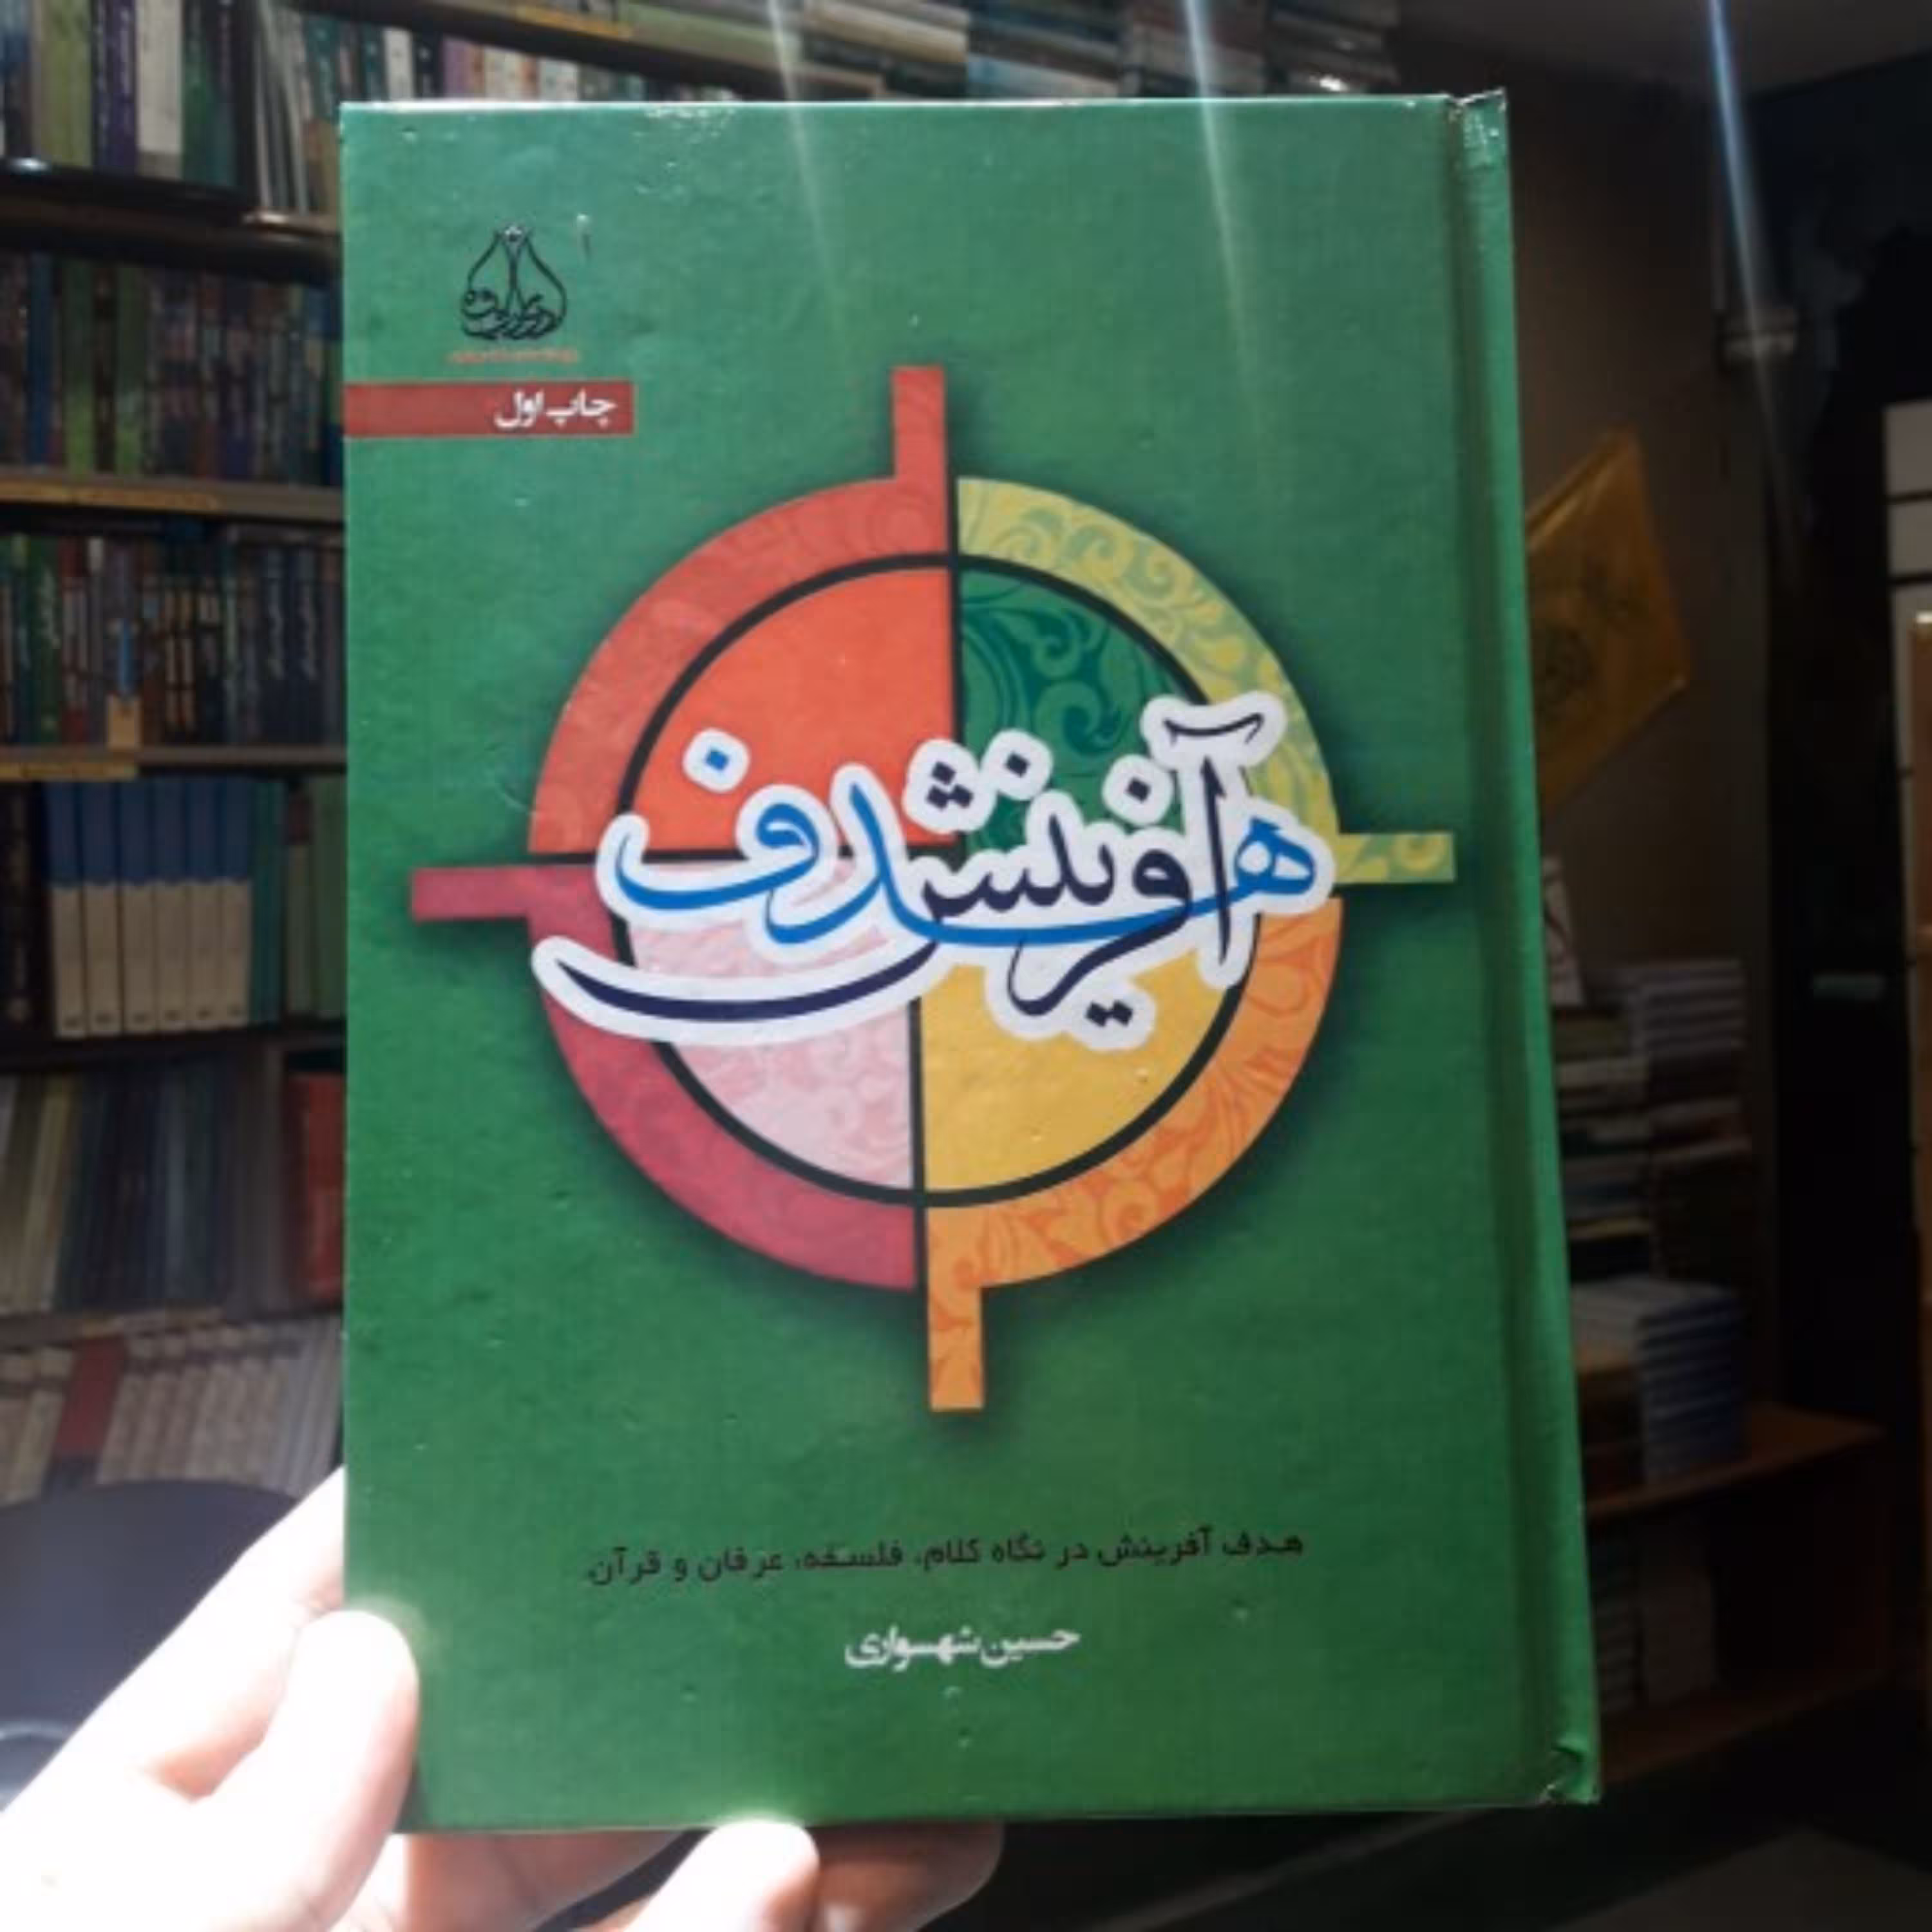 چاپ اول
هدف آفرینش
هدف آفرینش در نگاه کلام، فلسفه، عرفان و قرآن
حسین شهسواری